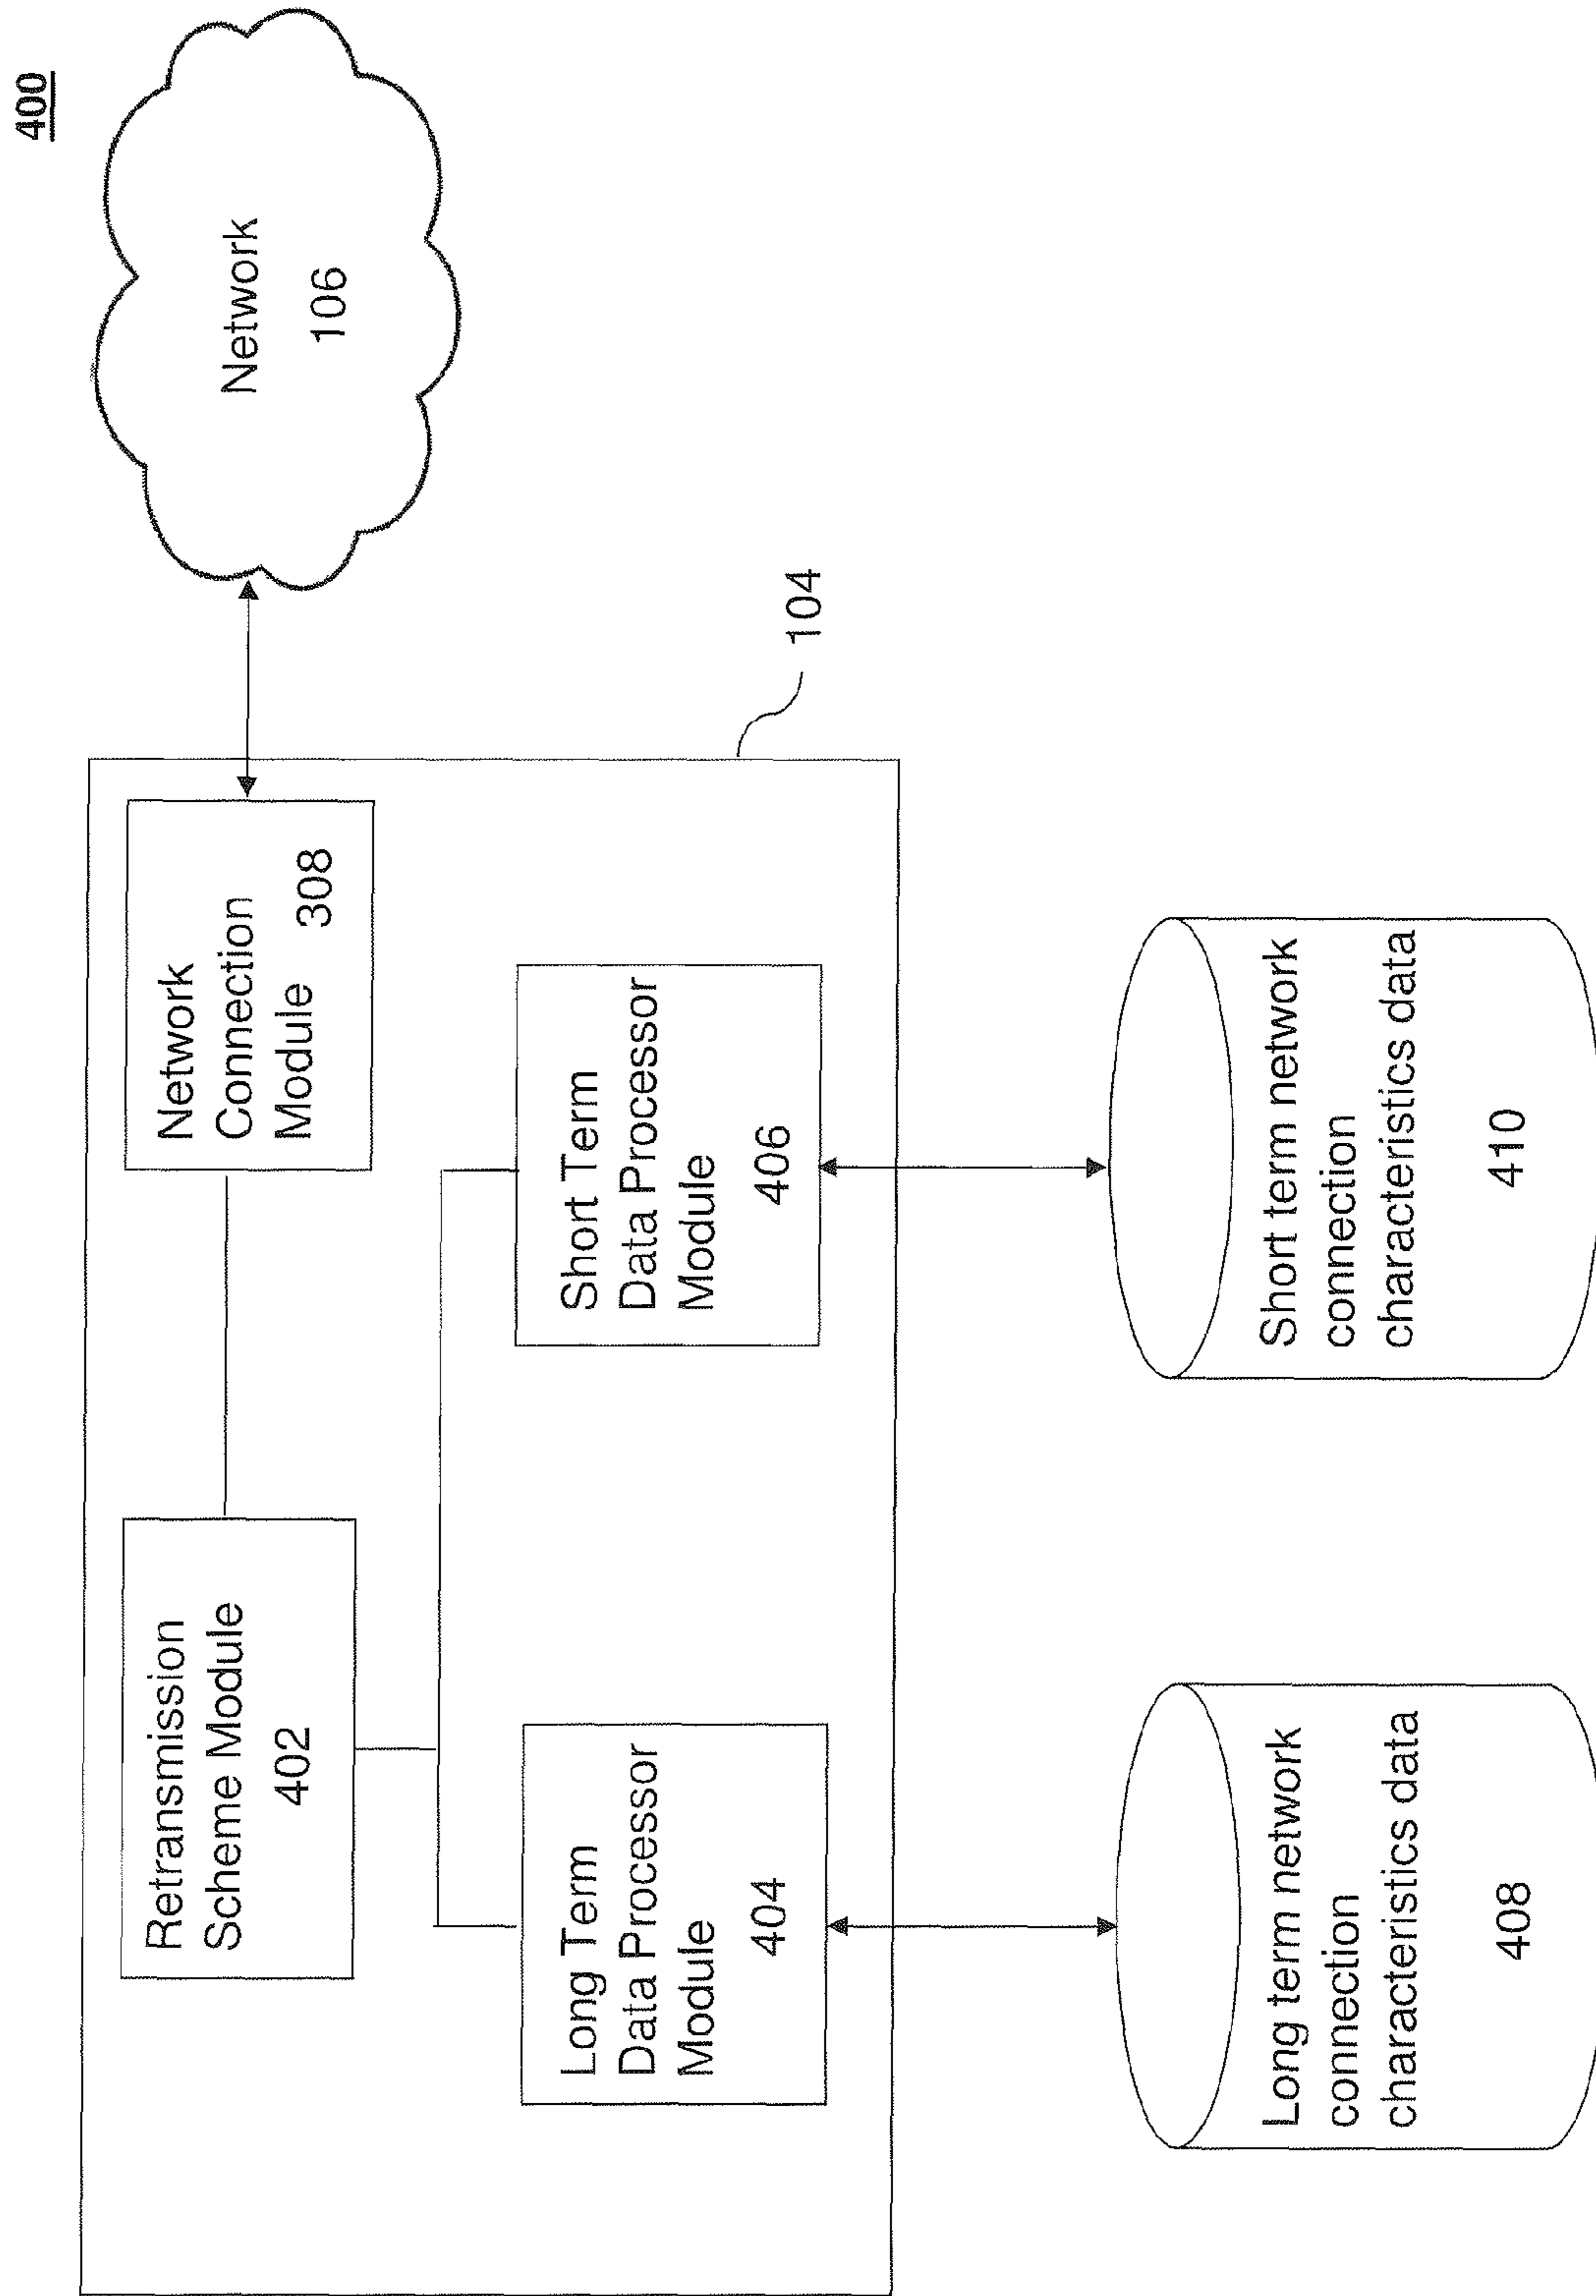 400
Retransmission
Scheme Module
402
Network
Connection
Module 308
Network
106
Long Term
Data Processor
Module
404
Short Term
Data Processor
Module
406
104
Long term network
connection
characteristics data
408
Short term network
connection
characteristics data
410